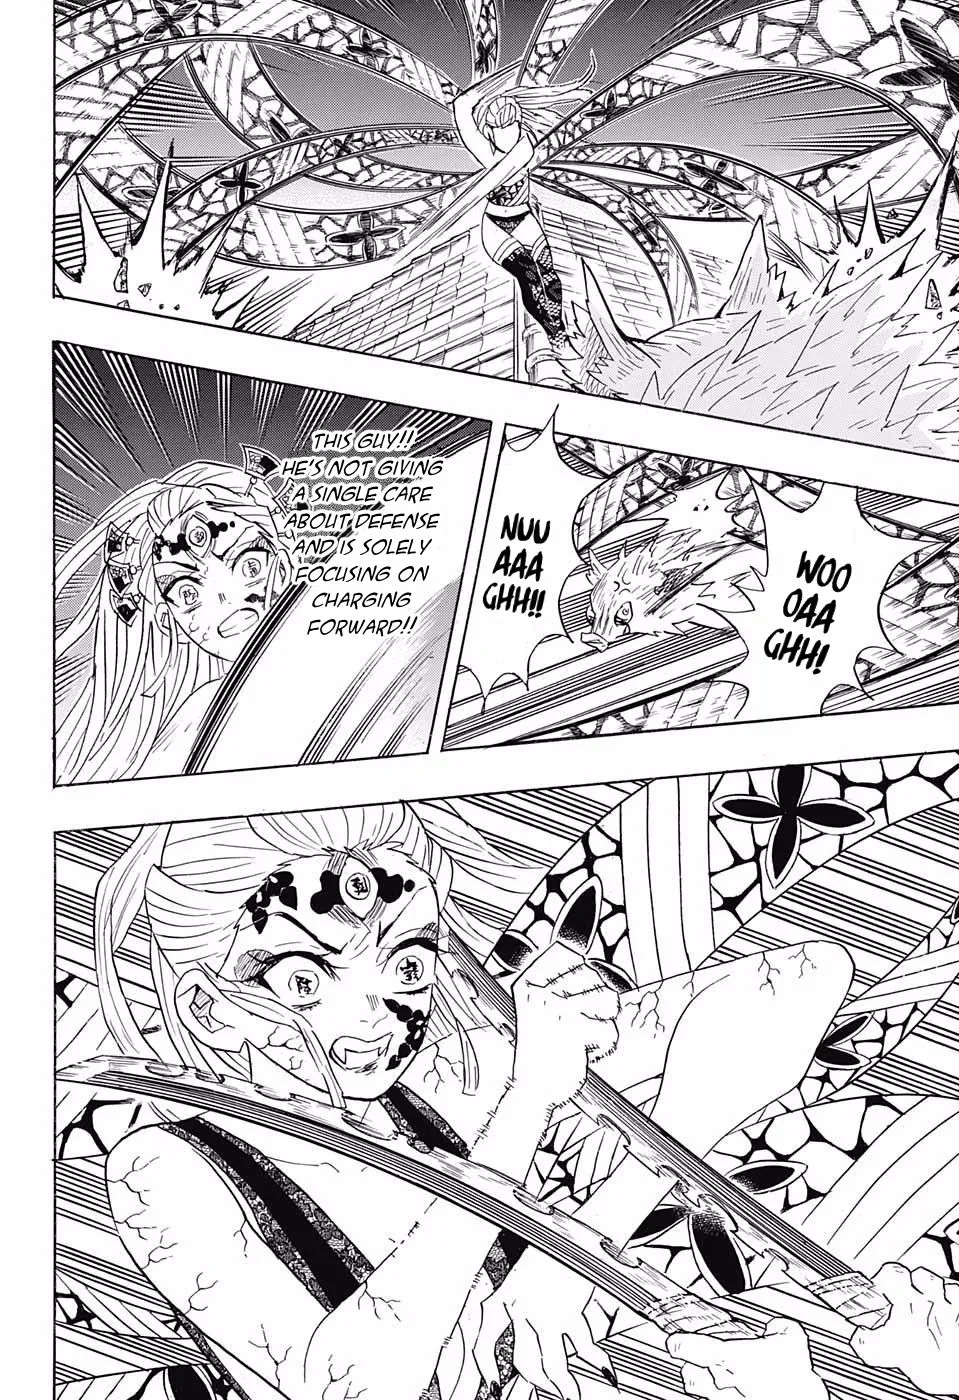 WOO
OAA
GHH!
NUU
AAA
GHH!!
THIS GUY!!
HE'S NOT GIVING
A SINGLE CARE
ABOUT DEFENSE
AND IS SOLELY
FOCUSING ON
CHARGING
FORWARD!!